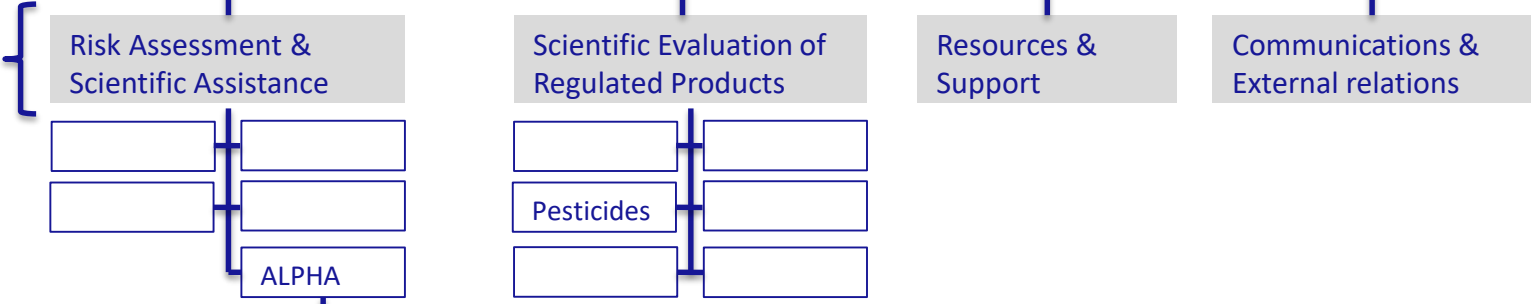 Risk Assessment &
Scientific Assistance
Scientific Evaluation of
Regulated Products
Resources &
Support
Communications &
External relations
Pesticides
ALPHA